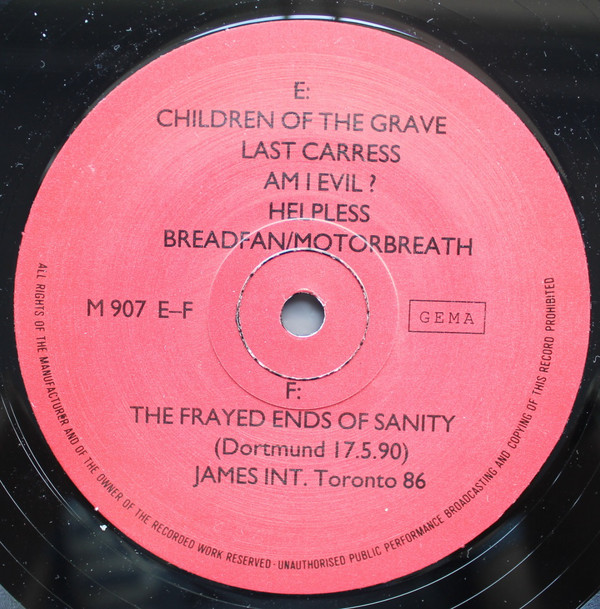 E:
CHILDREN OF THE GRAVE
LAST CARRESS
AM I EVIL?
HELPLESS
BREADFAN/MOTORBREATH
M 907 E–F
GEMA
F:
THE FRAYED ENDS OF SANITY
(Dortmund 17.5.90)
JAMES INT. Toronto 86
ALL RIGHTS OF THE MANUFACTURER AND OF THE OWNER OF THE RECORDED WORK RESERVED · UNAUTHORISED PUBLIC PERFORMANCE BROADCASTING AND COPYING OF THIS RECORD PROHIBITED